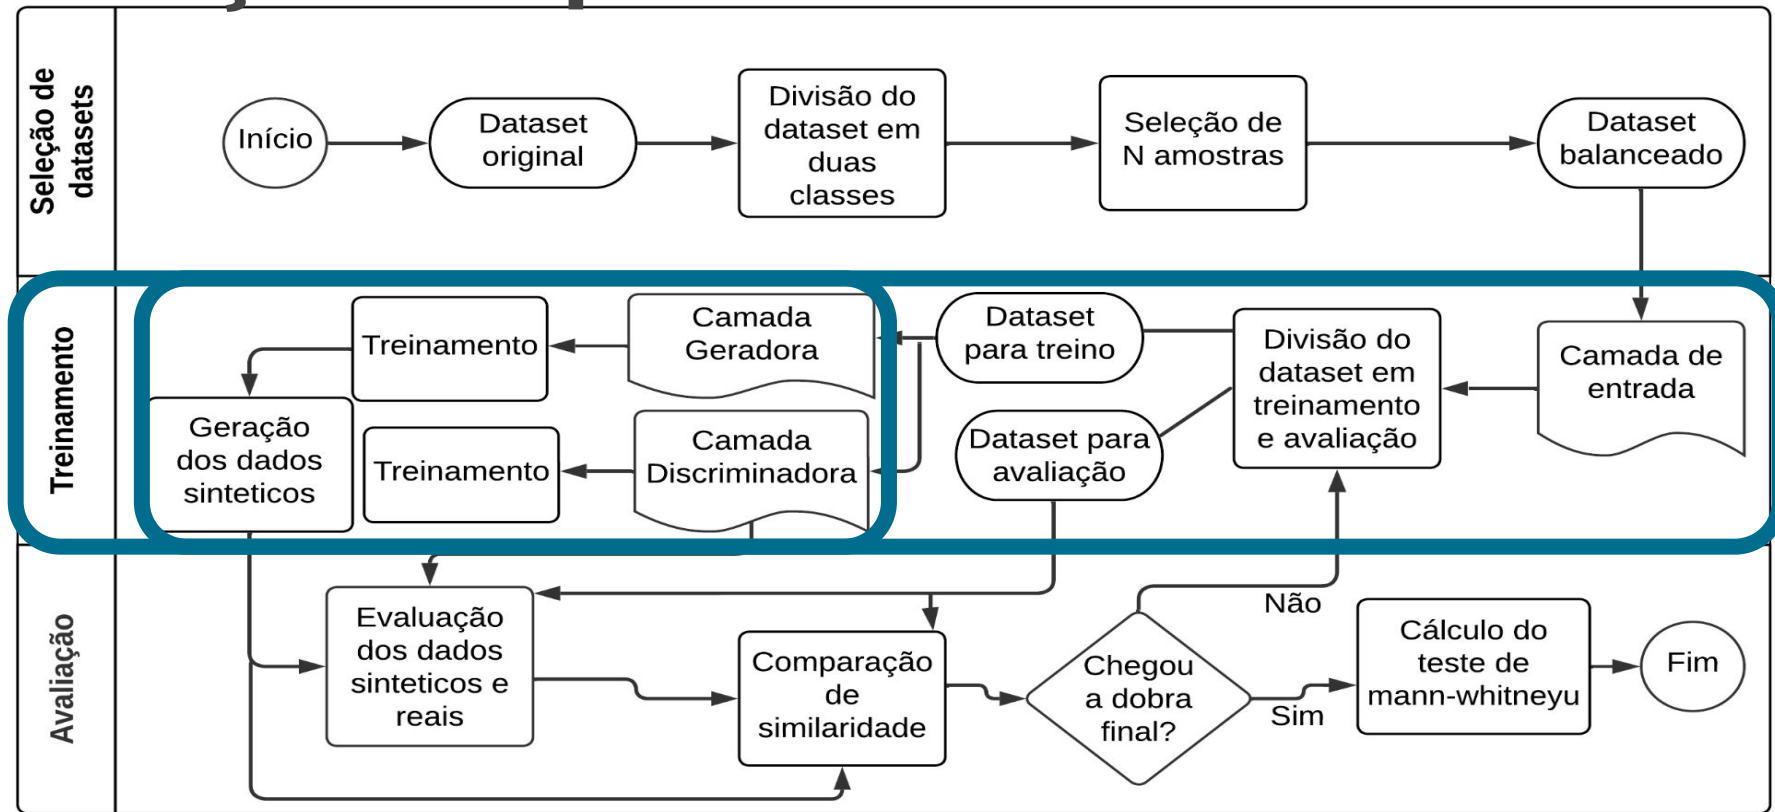 Seleção de
datasets
Início
Dataset
original
Divisão do
dataset em
duas
classes
Seleção de
N amostras
Dataset
balanceado
Treinamento
Treinamento
Camada
Geradora
Dataset
para treino
Divisão do
dataset em
treinamento
e avaliação
Camada de
entrada
Geração
dos dados
sinteticos
Treinamento
Camada
Discriminadora
Dataset para
avaliação
Avaliação
Evaluação
dos dados
sinteticos e
reais
Comparação
de
similaridade
Chegou
a dobra
final?
Não
Sim
Cálculo do
teste de
mann-whitneyu
Fim